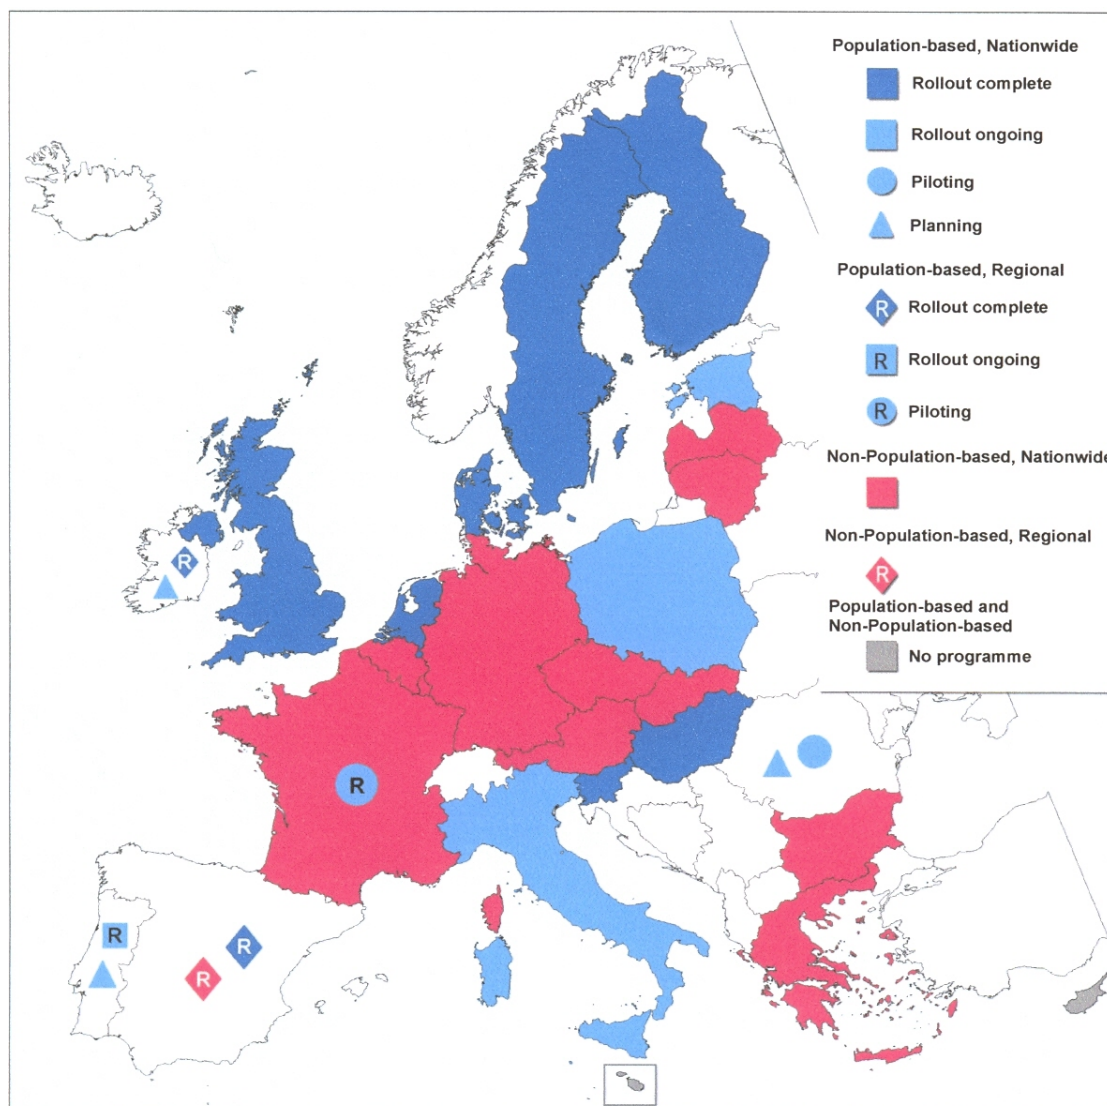 Population-based, Nationwide
Rollout complete
Rollout ongoing
Piloting
Planning
Population-based, Regional
R Rollout complete
R Rollout ongoing
R Piloting
Non-Population-based, Nationwide
Non-Population-based, Regional
R
Population-based and
Non-Population-based
No programme
R
R
R
R
R